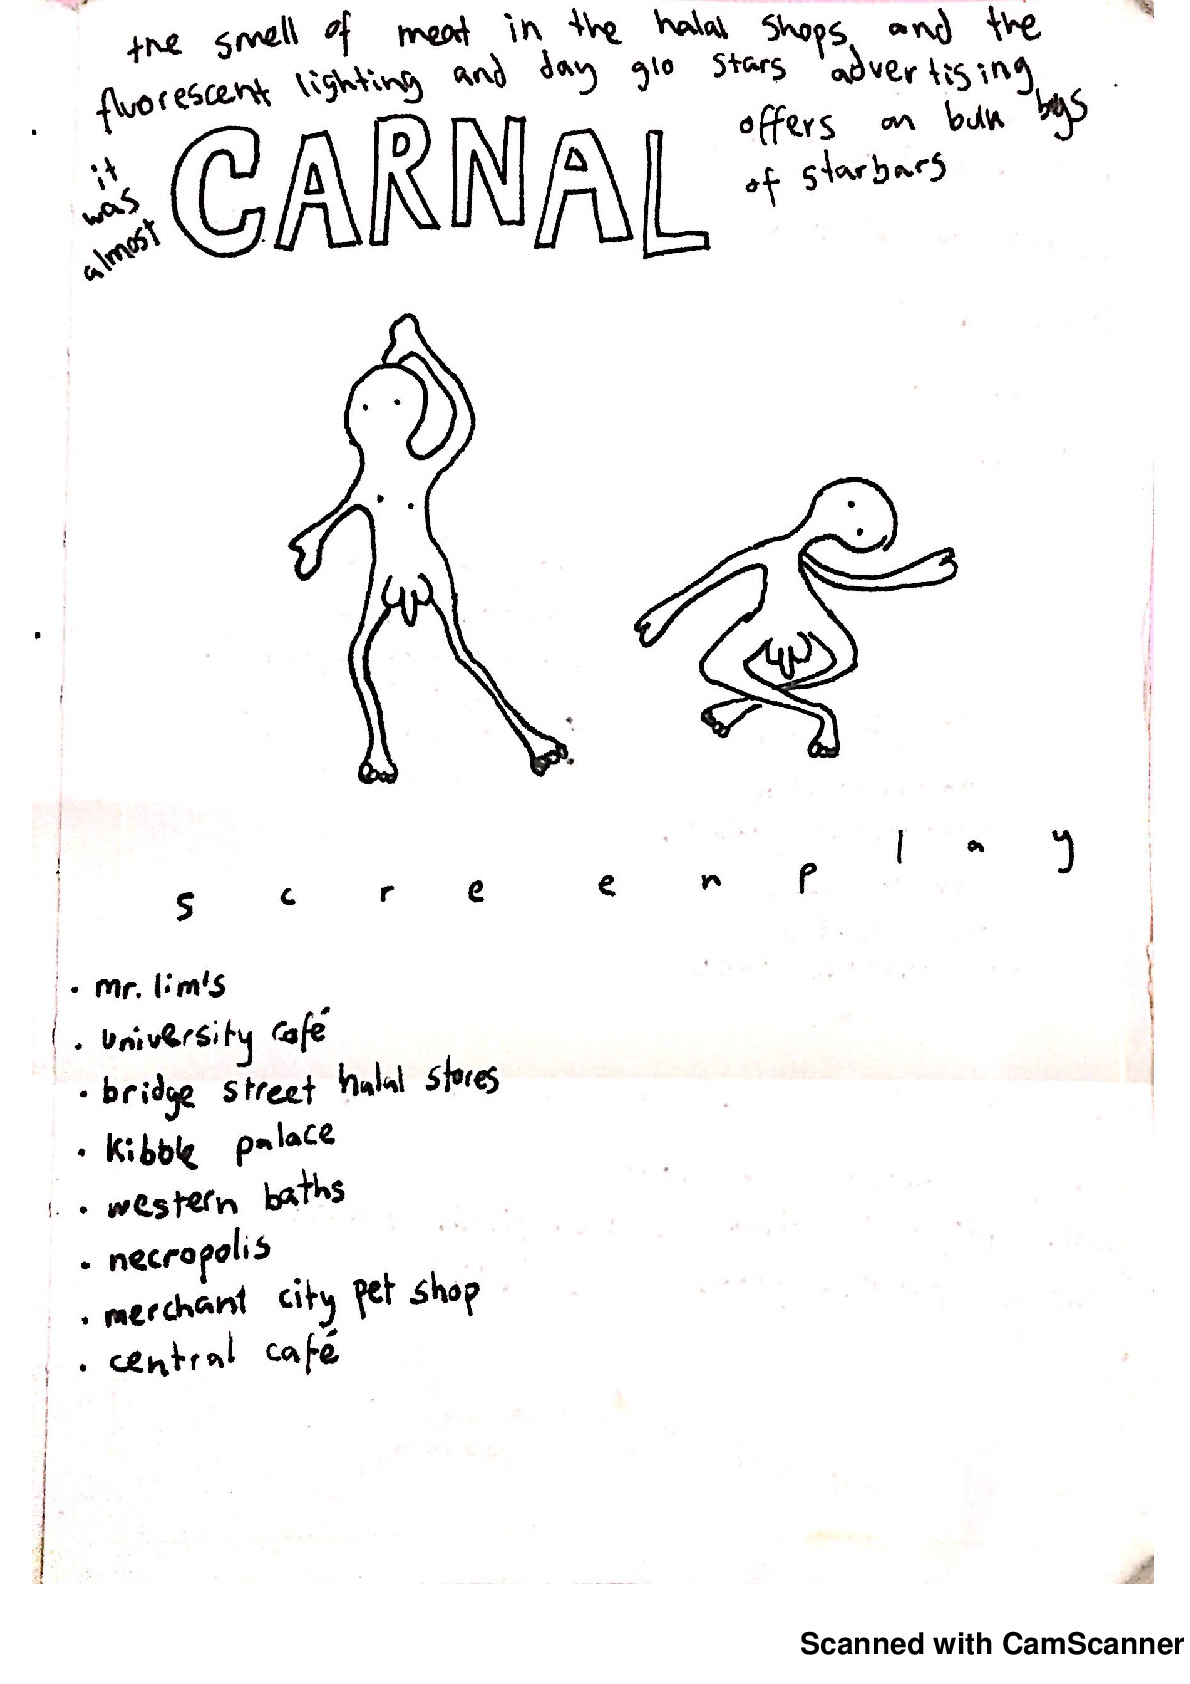 the smell of meat in the halal shops, and the
fluorescent lighting and day glo stars advertising
offers on bulk bgs
of starbars
it
was
almost
CARNAL
s c r e e n p l a y
· mr. lim's
· university café
· bridge street halal stores
· kibble palace
· western baths
· necropolis
· merchant city pet shop
· central café
Scanned with CamScanner